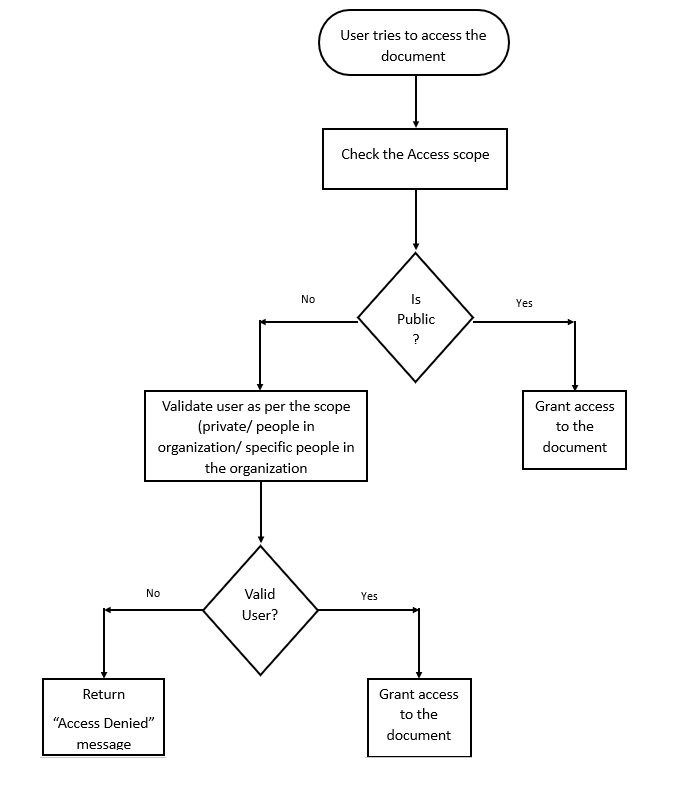 User tries to access the
document
Check the Access scope
Is
Public
?
No
Yes
Validate user as per the scope
(private/ people in
organization/ specific people in
the organization
Grant access
to the
document
Valid
User?
No
Yes
Return
“Access Denied”
message
Grant access
to the
document